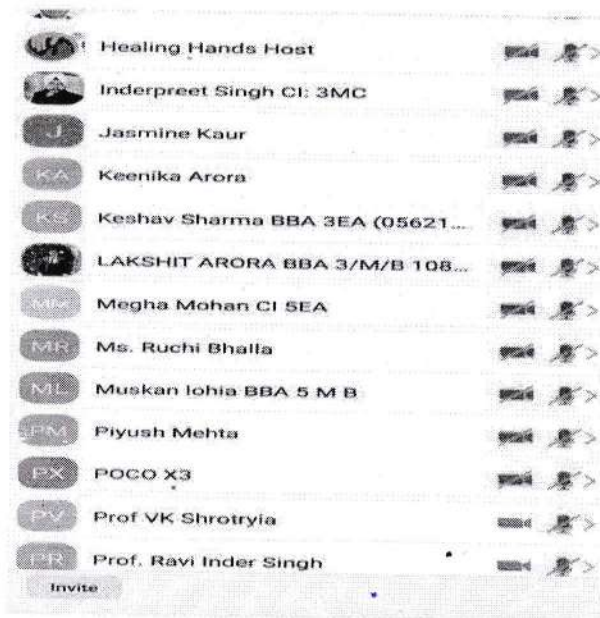 Healing Hands Host
Inderpreet Singh CI: 3MC
J Jasmine Kaur
KA Keenika Arora
KS Keshav Sharma BBA 3EA (05621...
LAKSHIT ARORA BBA 3/M/B 108...
MM Megha Mohan CI 5EA
MR Ms. Ruchi Bhalla
ML Muskan lohia BBA 5 M B
PM Piyush Mehta
PX POCO X3
PV Prof VK Shrotryia
PR Prof. Ravi Inder Singh
Invite